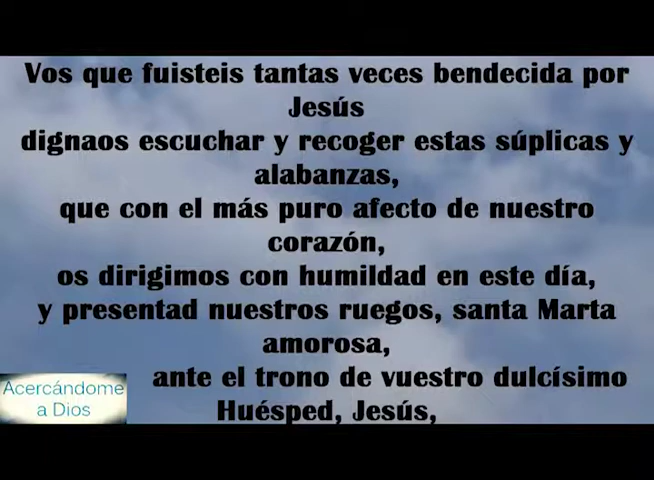 Vos que fuisteis tantas veces bendecida por
Jesús
dignaos escuchar y recoger estas súplicas y
alabanzas,
que con el más puro afecto de nuestro
corazón,
os dirigimos con humildad en este día,
y presentad nuestros ruegos, santa Marta
amorosa,
ante el trono de vuestro dulcísimo
Huésped, Jesús,
Acercándome
a Dios